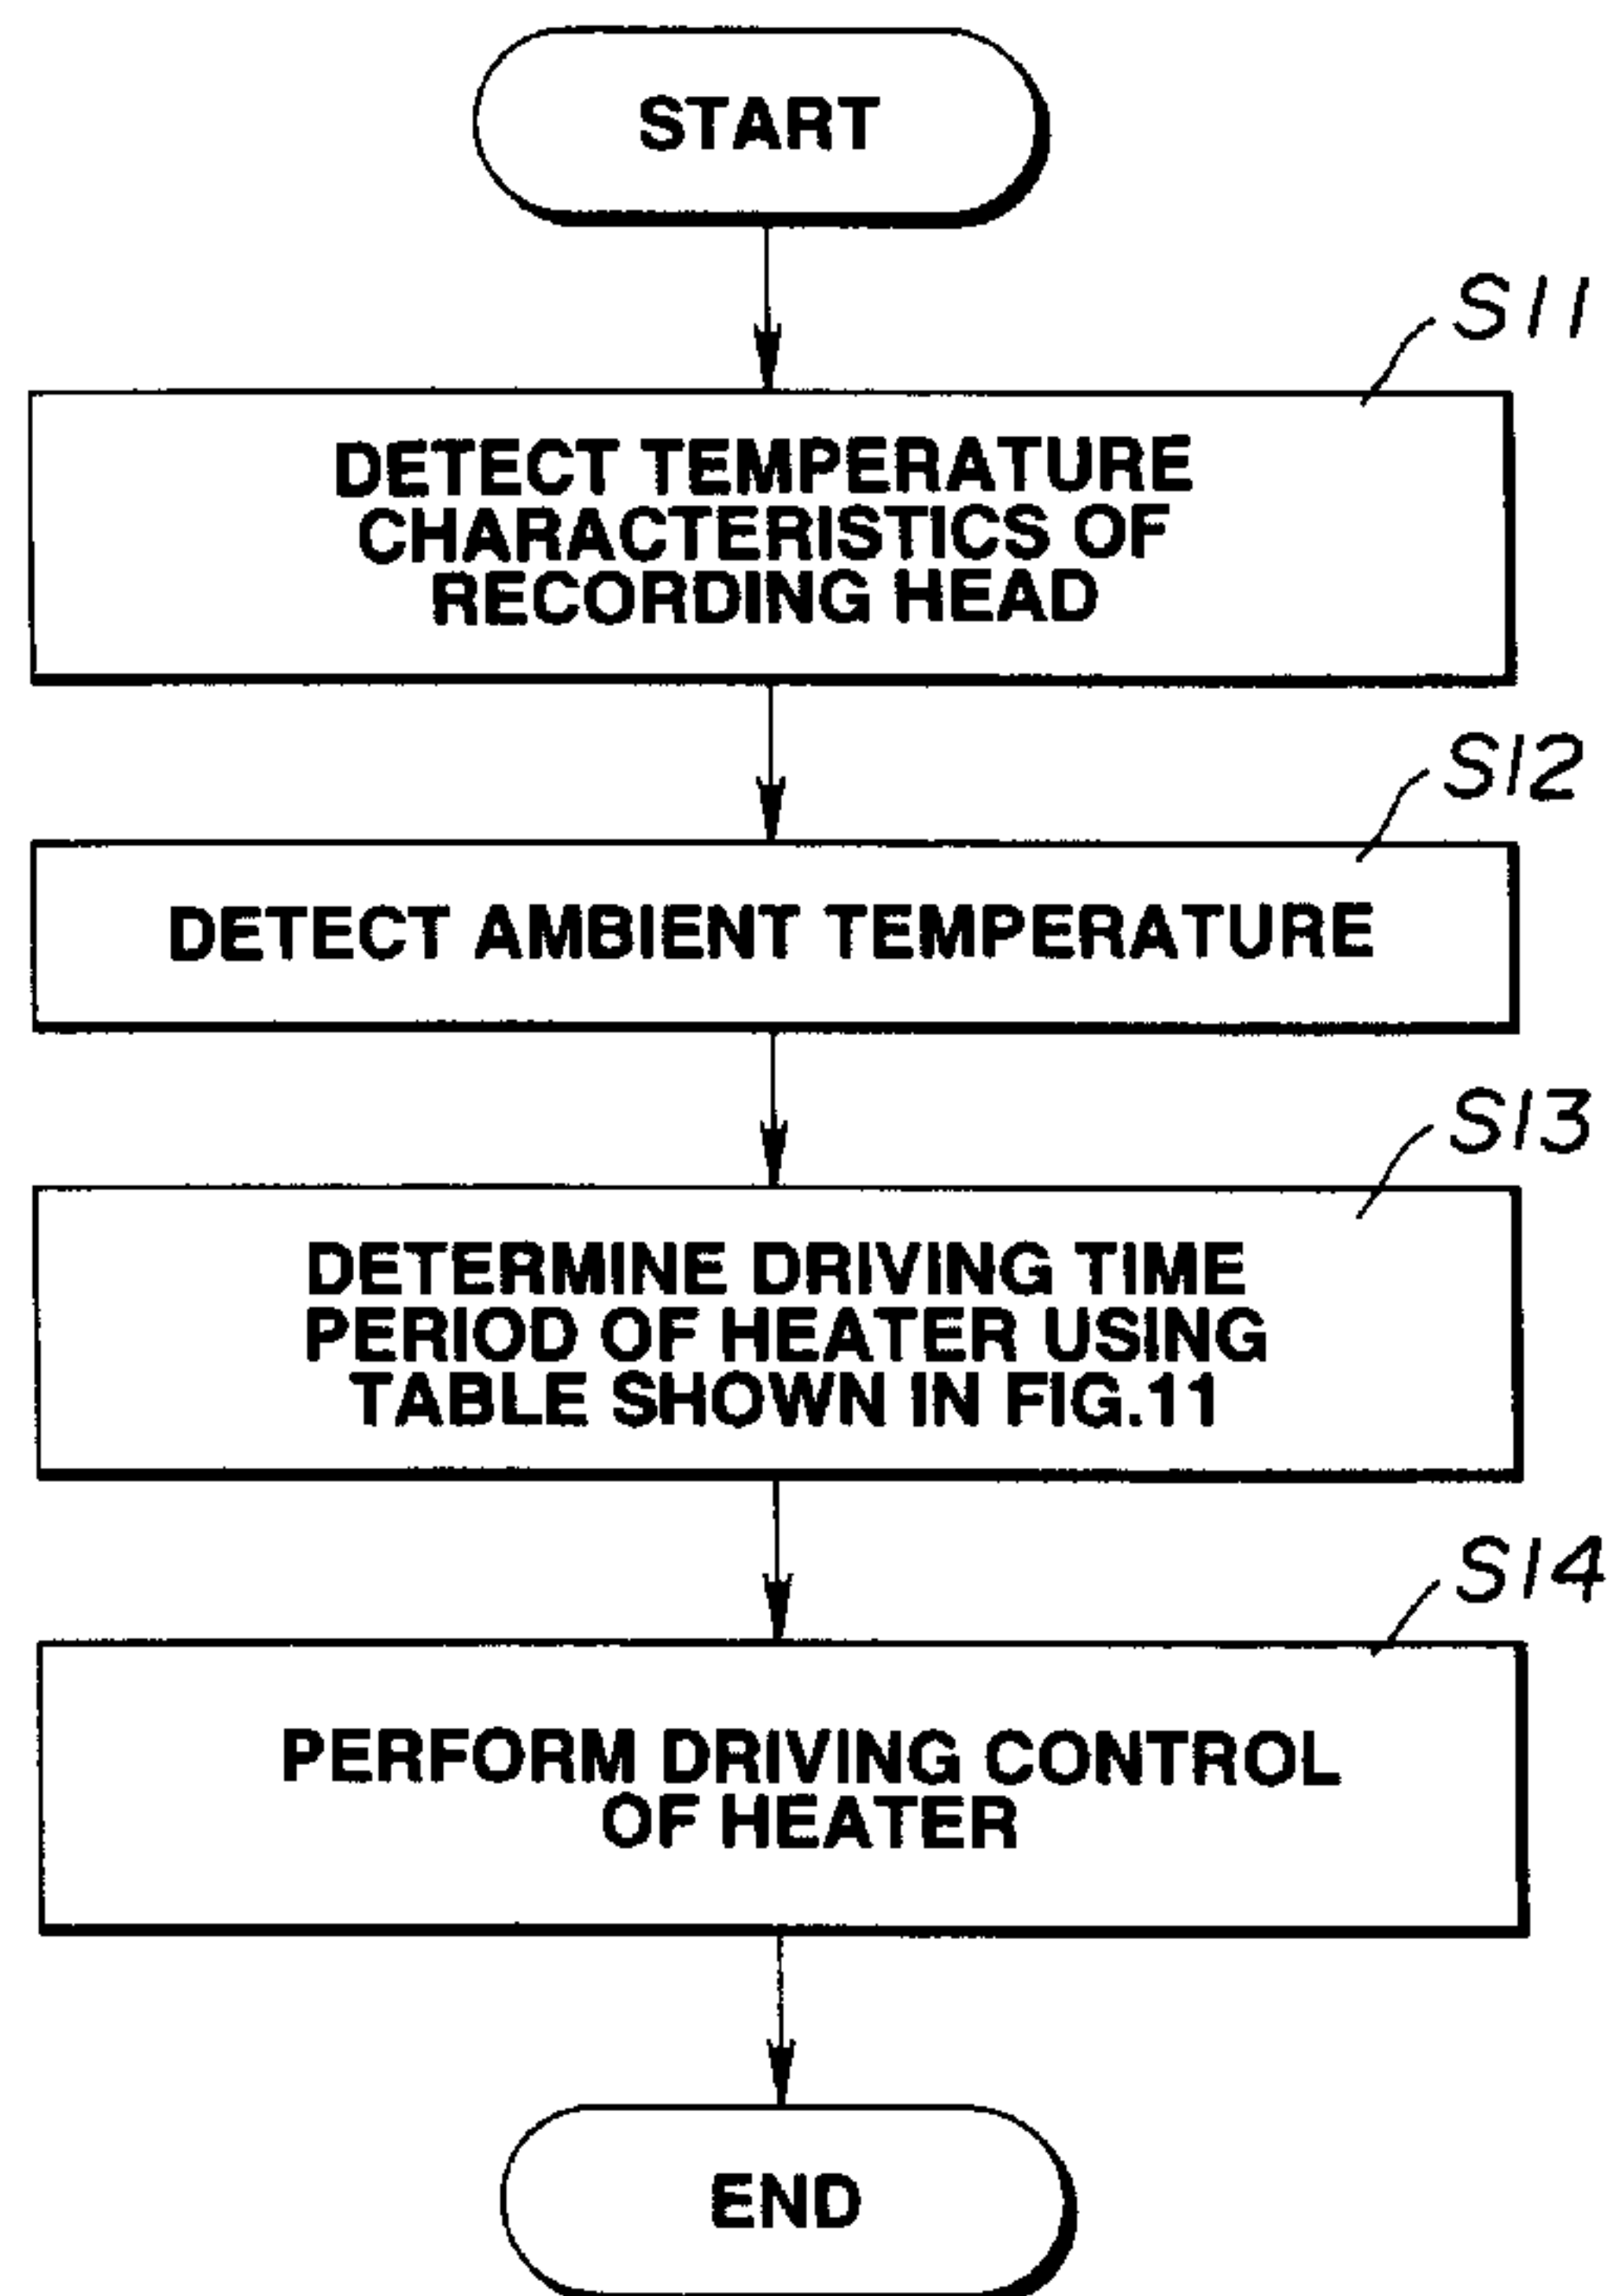 START
S11
DETECT TEMPERATURE
CHARACTERISTICS OF
RECORDING HEAD
S12
DETECT AMBIENT TEMPERATURE
S13
DETERMINE DRIVING TIME
PERIOD OF HEATER USING
TABLE SHOWN IN FIG.11
S14
PERFORM DRIVING CONTROL
OF HEATER
END